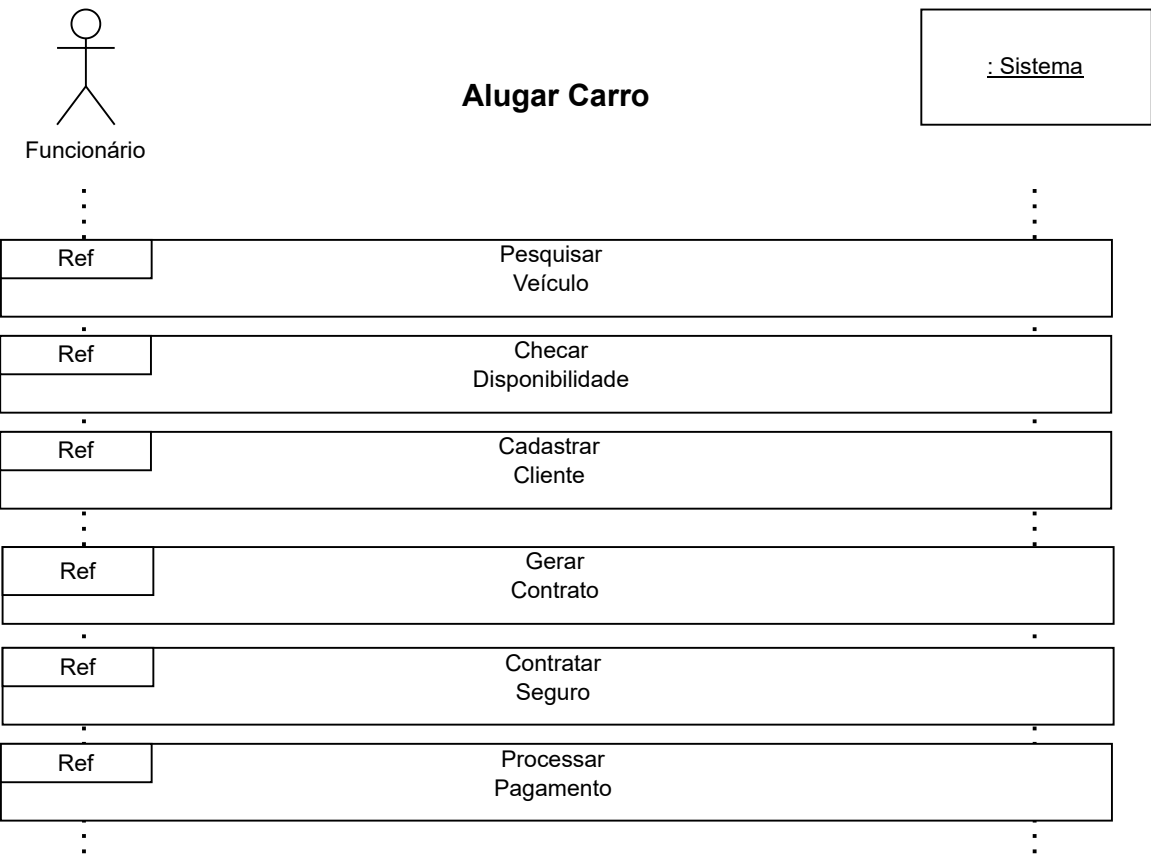 : Sistema
Alugar Carro
Funcionário
Ref
Pesquisar
Veículo
Ref
Checar
Disponibilidade
Ref
Cadastrar
Cliente
Ref
Gerar
Contrato
Ref
Contratar
Seguro
Ref
Processar
Pagamento